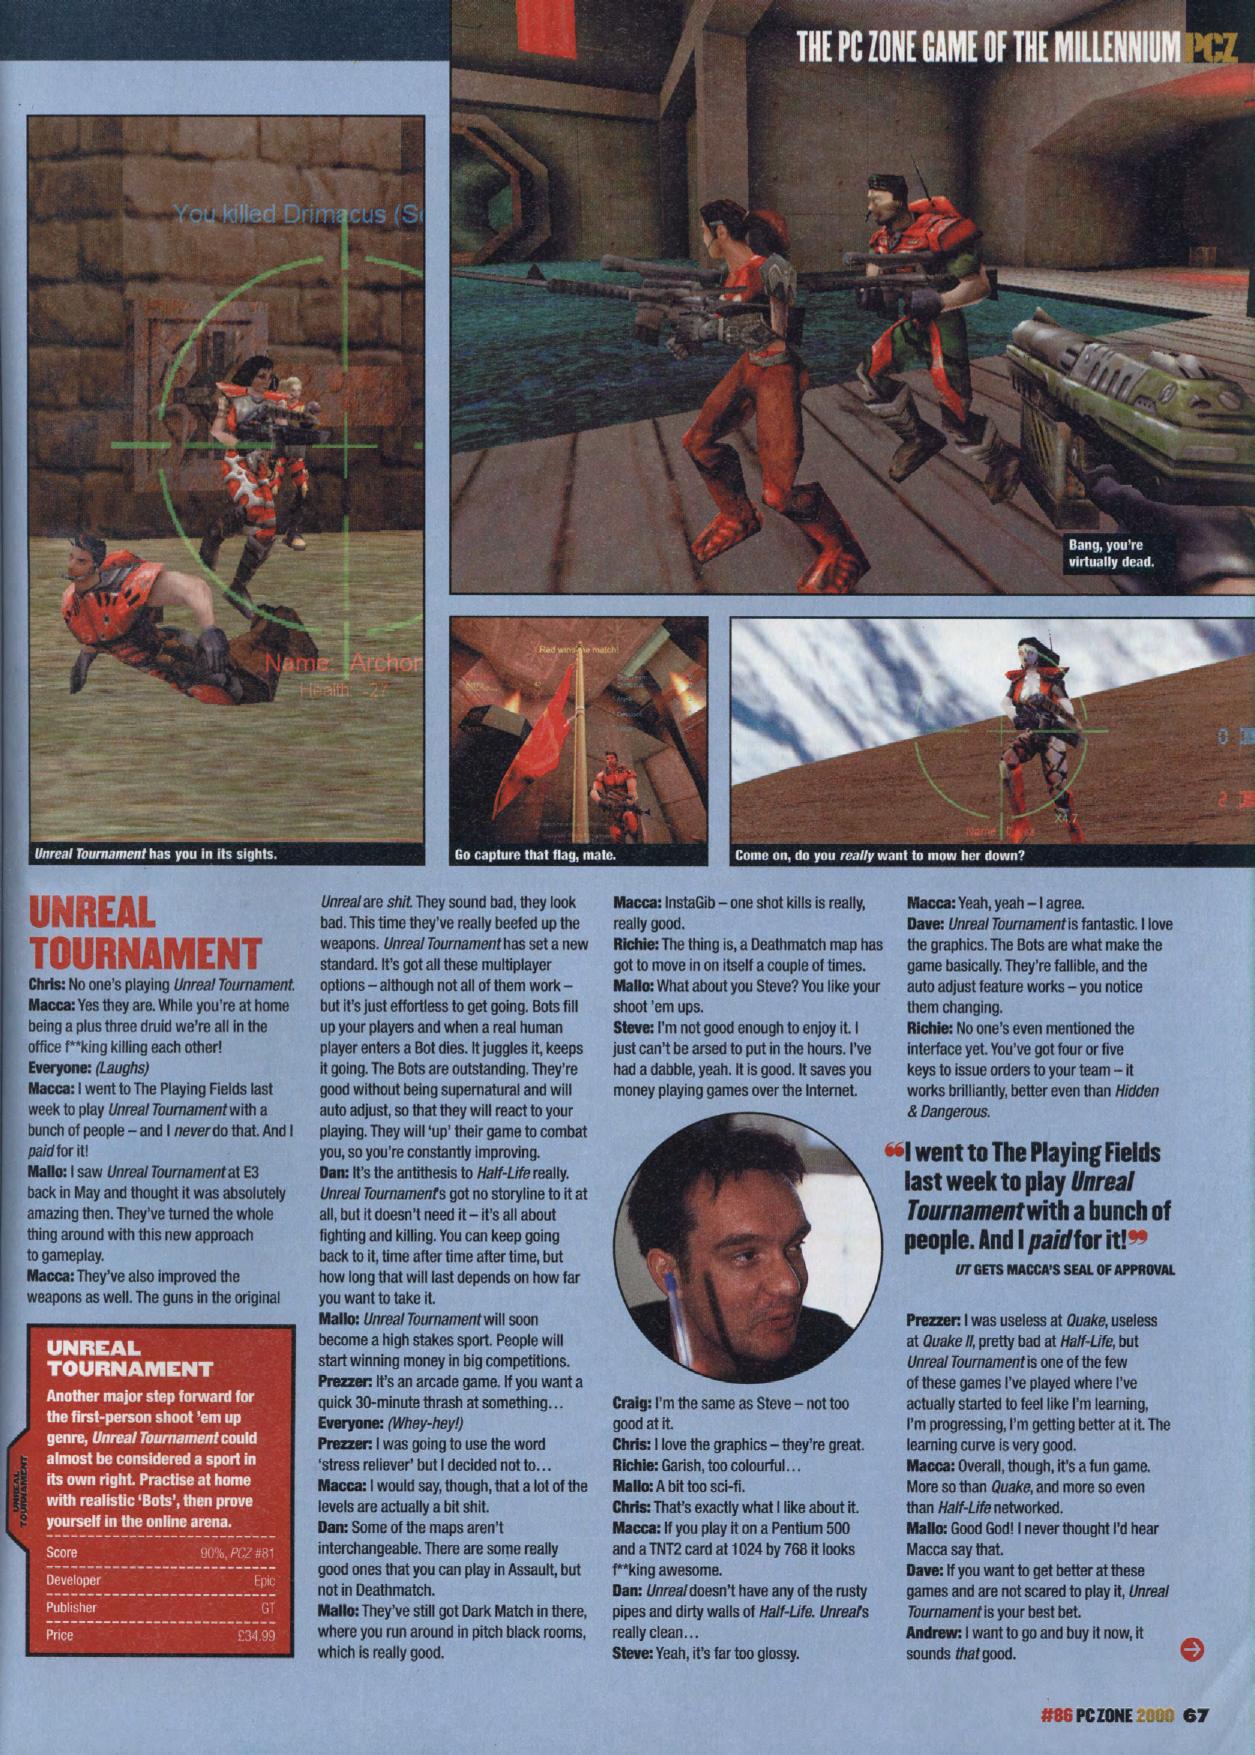 THE PC ZONE GAME OF THE MILLENNIUM PCZ
You killed Drimacus (S
Name: Archon
Health: -27
Unreal Tournament has you in its sights.
Bang, you're
virtually dead.
Red wins the match!
Go capture that flag, mate.
X4.7
Come on, do you really want to mow her down?
UNREAL
TOURNAMENT
Chris: No one's playing Unreal Tournament.
Macca: Yes they are. While you're at home
being a plus three druid we're all in the
office f**king killing each other!
Everyone: (Laughs)
Macca: I went to The Playing Fields last
week to play Unreal Tournament with a
bunch of people – and I never do that. And I
paid for it!
Mallo: I saw Unreal Tournament at E3
back in May and thought it was absolutely
amazing then. They've turned the whole
thing around with this new approach
to gameplay.
Macca: They've also improved the
weapons as well. The guns in the original
UNREAL
TOURNAMENT
Another major step forward for
the first-person shoot 'em up
genre, Unreal Tournament could
almost be considered a sport in
its own right. Practise at home
with realistic 'Bots', then prove
yourself in the online arena.
Score 90%, PCZ #81
Developer Epic
Publisher GT
Price £34.99
UNREAL
TOURNAMENT
Unreal are shit. They sound bad, they look
bad. This time they've really beefed up the
weapons. Unreal Tournament has set a new
standard. It's got all these multiplayer
options – although not all of them work –
but it's just effortless to get going. Bots fill
up your players and when a real human
player enters a Bot dies. It juggles it, keeps
it going. The Bots are outstanding. They're
good without being supernatural and will
auto adjust, so that they will react to your
playing. They will 'up' their game to combat
you, so you're constantly improving.
Dan: It's the antithesis to Half-Life really.
Unreal Tournament's got no storyline to it at
all, but it doesn't need it – it's all about
fighting and killing. You can keep going
back to it, time after time after time, but
how long that will last depends on how far
you want to take it.
Mallo: Unreal Tournament will soon
become a high stakes sport. People will
start winning money in big competitions.
Prezzer: It's an arcade game. If you want a
quick 30-minute thrash at something...
Everyone: (Whey-hey!)
Prezzer: I was going to use the word
'stress reliever' but I decided not to...
Macca: I would say, though, that a lot of the
levels are actually a bit shit.
Dan: Some of the maps aren't
interchangeable. There are some really
good ones that you can play in Assault, but
not in Deathmatch.
Mallo: They've still got Dark Match in there,
where you run around in pitch black rooms,
which is really good.
Macca: InstaGib – one shot kills is really,
really good.
Richie: The thing is, a Deathmatch map has
got to move in on itself a couple of times.
Mallo: What about you Steve? You like your
shoot 'em ups.
Steve: I'm not good enough to enjoy it. I
just can't be arsed to put in the hours. I've
had a dabble, yeah. It is good. It saves you
money playing games over the Internet.
Craig: I'm the same as Steve – not too
good at it.
Chris: I love the graphics – they're great.
Richie: Garish, too colourful...
Mallo: A bit too sci-fi.
Chris: That's exactly what I like about it.
Macca: If you play it on a Pentium 500
and a TNT2 card at 1024 by 768 it looks
f**king awesome.
Dan: Unreal doesn't have any of the rusty
pipes and dirty walls of Half-Life. Unreal's
really clean...
Steve: Yeah, it's far too glossy.
Macca: Yeah, yeah – I agree.
Dave: Unreal Tournament is fantastic. I love
the graphics. The Bots are what make the
game basically. They're fallible, and the
auto adjust feature works – you notice
them changing.
Richie: No one's even mentioned the
interface yet. You've got four or five
keys to issue orders to your team – it
works brilliantly, better even than Hidden
& Dangerous.
“I went to The Playing Fields
last week to play Unreal
Tournament with a bunch of
people. And I paid for it!”
UT GETS MACCA'S SEAL OF APPROVAL
Prezzer: I was useless at Quake, useless
at Quake II, pretty bad at Half-Life, but
Unreal Tournament is one of the few
of these games I've played where I've
actually started to feel like I'm learning,
I'm progressing, I'm getting better at it. The
learning curve is very good.
Macca: Overall, though, it's a fun game.
More so than Quake, and more so even
than Half-Life networked.
Mallo: Good God! I never thought I'd hear
Macca say that.
Dave: If you want to get better at these
games and are not scared to play it, Unreal
Tournament is your best bet.
Andrew: I want to go and buy it now, it
sounds that good.
#86 PC ZONE 2000 67